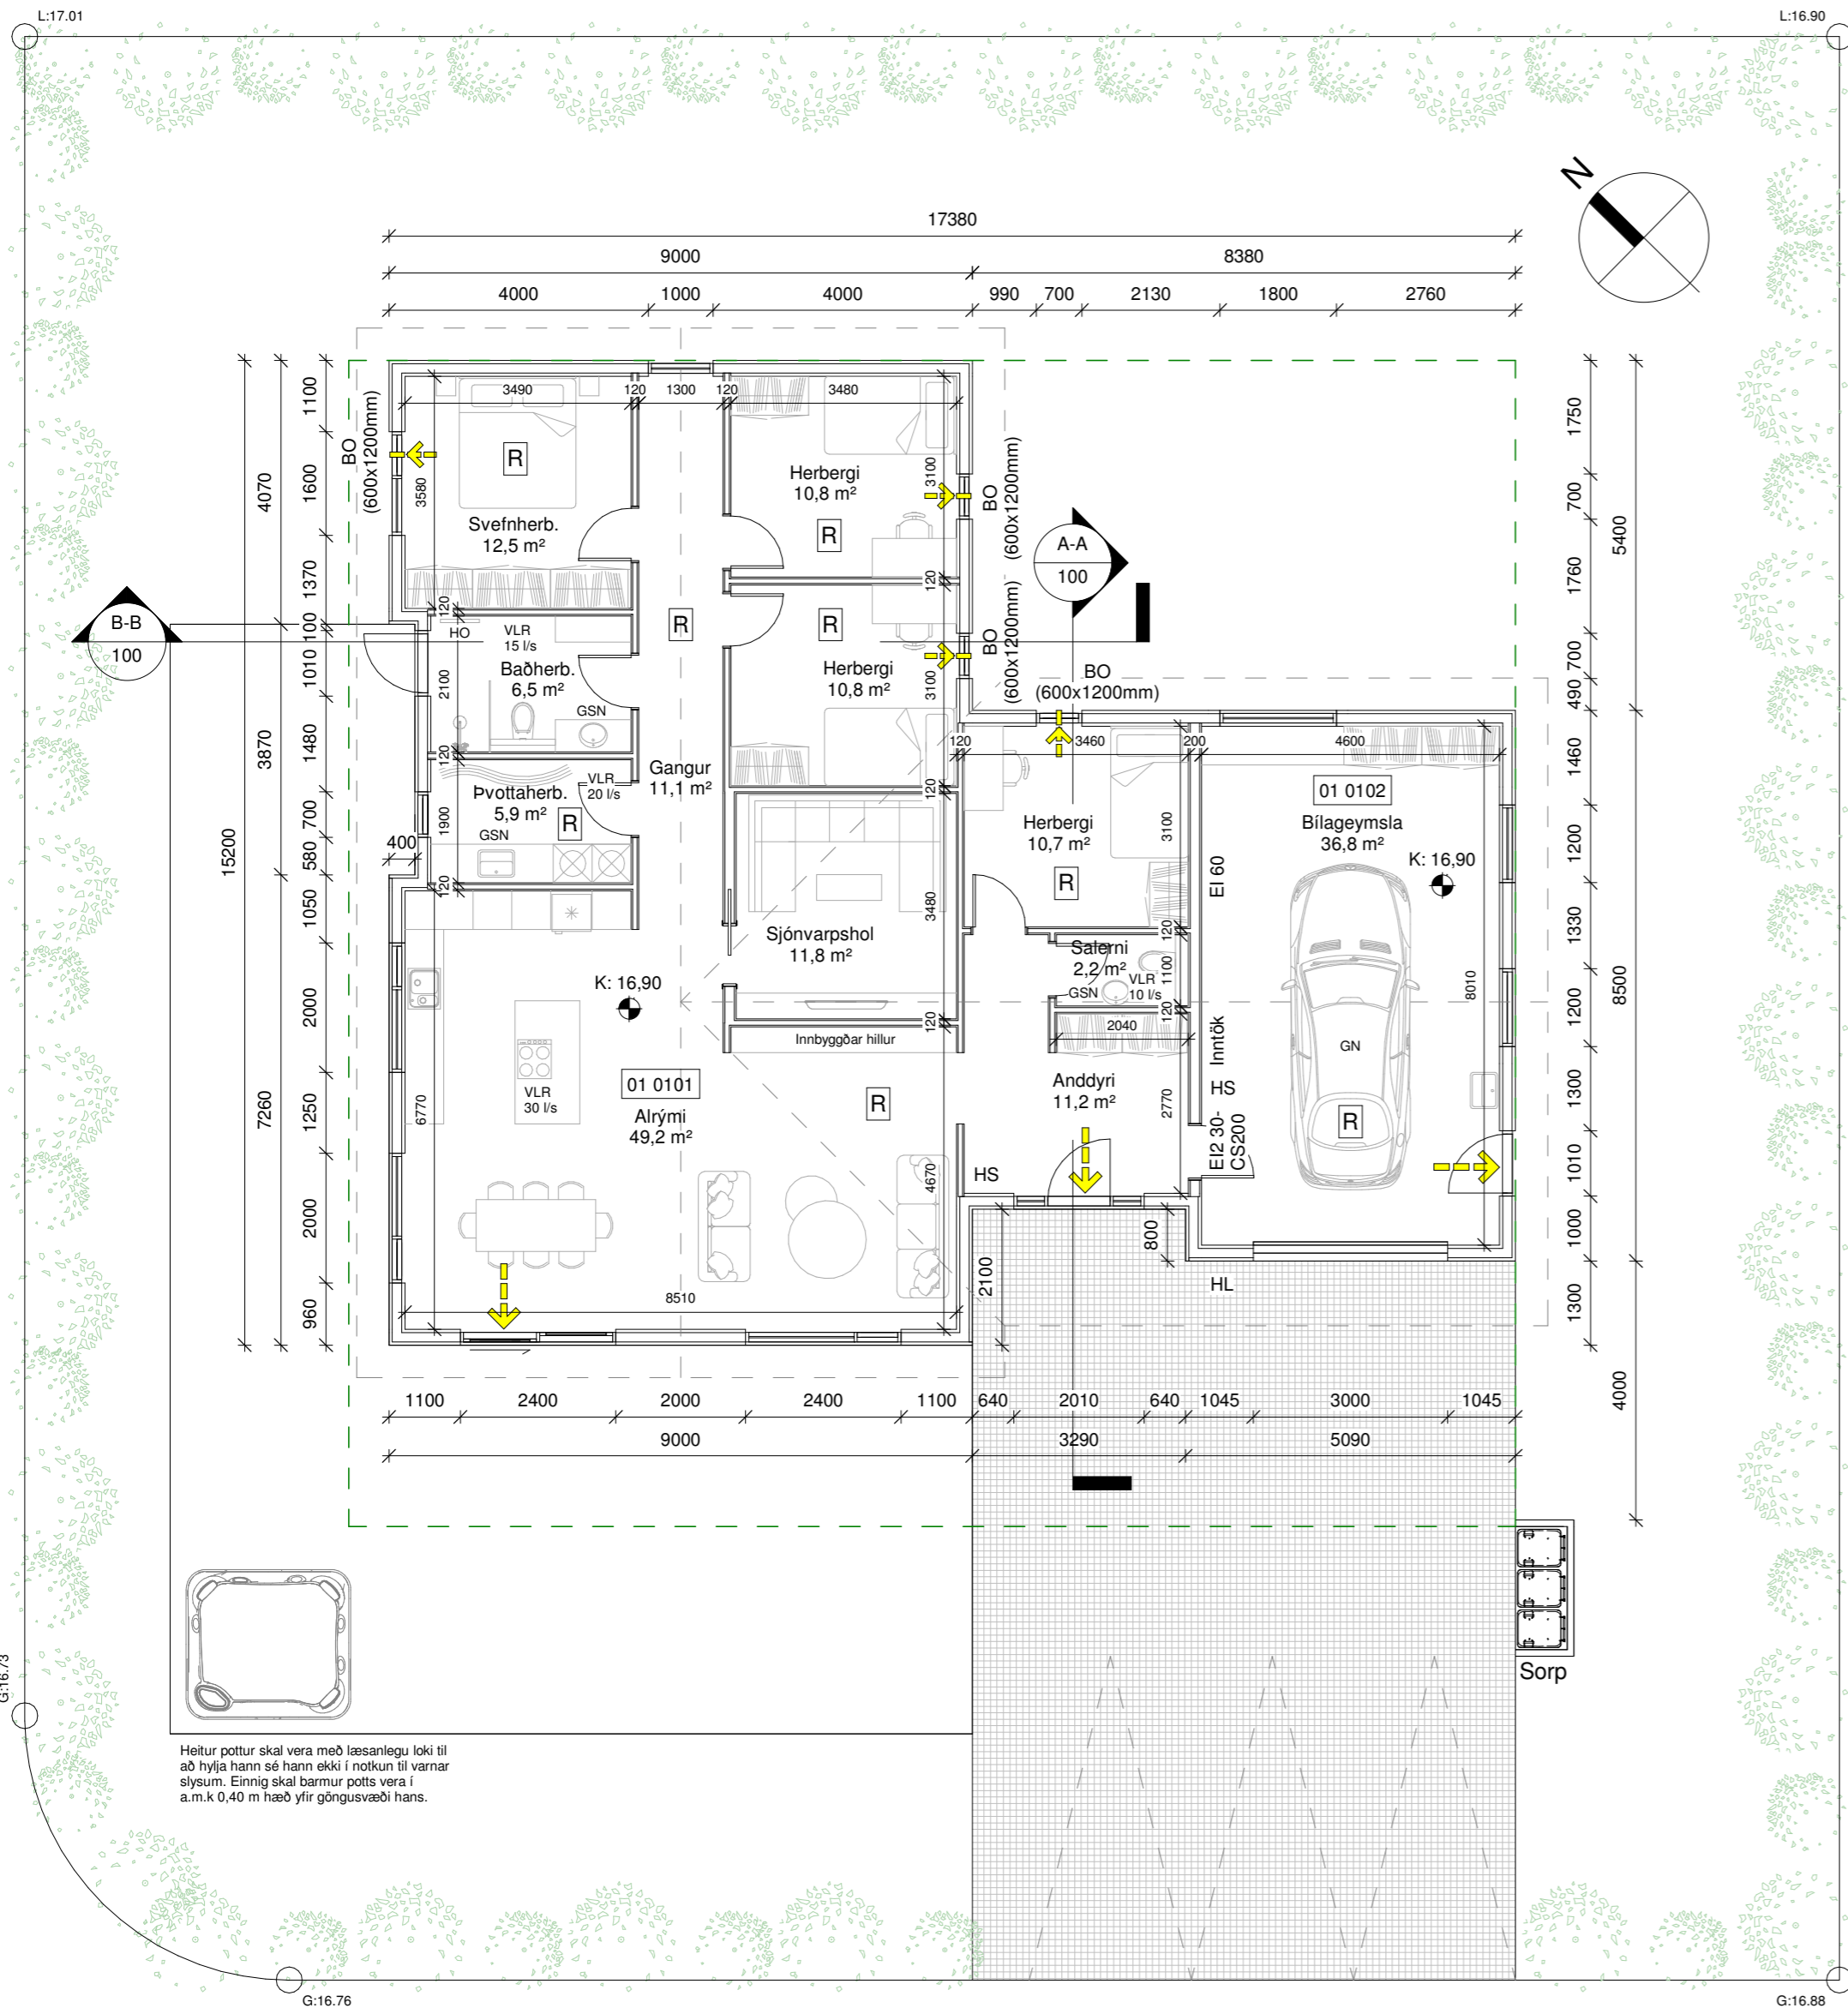 L:17.01
L:16.90
N
17380
9000
8380
4000
1000
4000
990
700
2130
1800
2760
15200
4070
3870
7260
1100
1600
1370
100
1010
1480
700
580
1050
2000
1250
2000
960
400
BO
(600x1200mm)
3490
120
1300
120
3480
3580
R
Svefnherb.
12,5 m²
3100
Herbergi
10,8 m²
R
BO
(600x1200mm)
1750
700
1760
700
490
1460
1200
1330
1200
1300
1010
1000
1300
5400
8500
4000
A-A
100
B-B
100
120
HO
VLR
15 l/s
Baðherb.
6,5 m²
2100
GSN
120
R
R
120
Herbergi
10,8 m²
3100
BO
(600x1200mm)
BO
(600x1200mm)
120
3460
200
4600
Gangur
11,1 m²
VLR
20 l/s
Þvottaherb.
5,9 m²
R
1900
GSN
120
120
01 0102
Bílageymsla
36,8 m²
K: 16,90
Herbergi
10,7 m²
3100
R
EI 60
3480
Sjónvarpshol
11,8 m²
120
Salerni
2,2 m²
1100
VLR
10 l/s
GSN
120
8010
K: 16,90
120
Innbyggðar hillur
2040
Inntök
GN
01 0101
Alrými
49,2 m²
VLR
30 l/s
6770
R
Anddyri
11,2 m²
2770
HS
EI2 30-
CS200
R
HS
4670
8510
2100
800
HL
1100
2400
2000
2400
1100
640
2010
640
1045
3000
1045
9000
3290
5090
Sorp
G:16.73
Heitur pottur skal vera með læsanlegu loki til
að hylja hann sé hann ekki í notkun til varnar
slysum. Einnig skal barmur potts vera í
a.m.k 0,40 m hæð yfir göngusvæði hans.
G:16.76
G:16.88